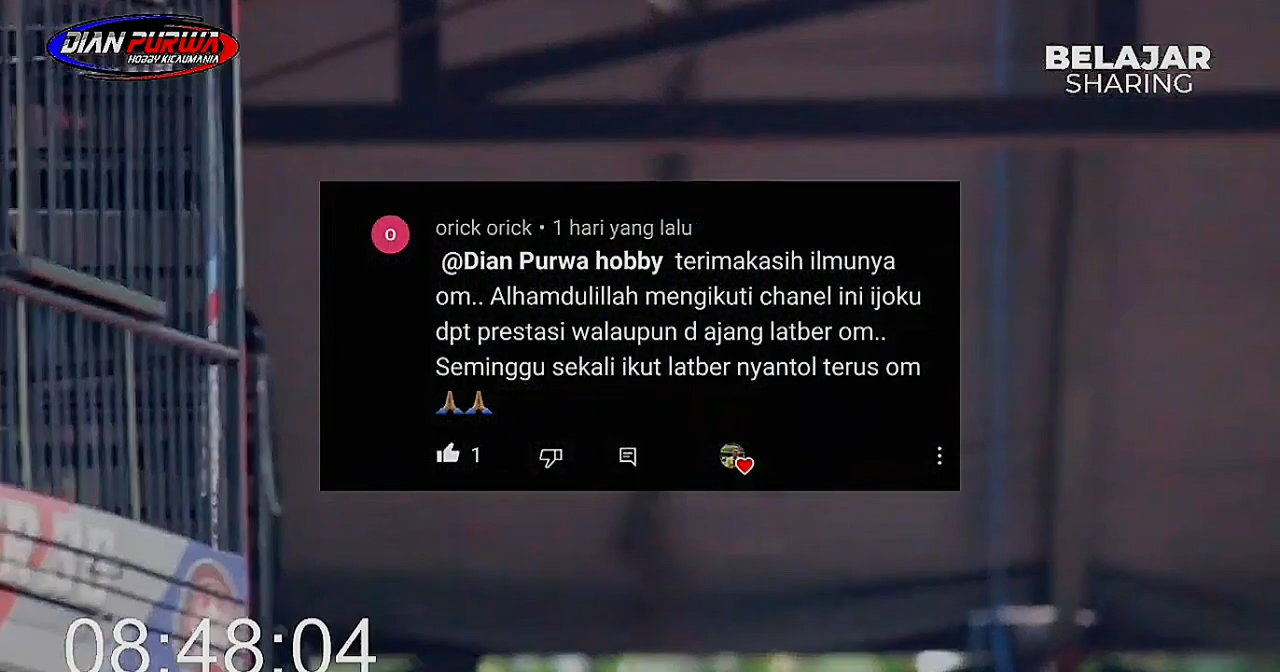 DIAN PURWA
HOBBY KICAUMANIA
BELAJAR
SHARING
O
orick orick • 1 hari yang lalu
@Dian Purwa hobby terimakasih ilmunya
om.. Alhamdulillah mengikuti chanel ini ijoku
dpt prestasi walaupun d ajang latber om..
Seminggu sekali ikut latber nyantol terus om
🙏🙏
1
08:48:04